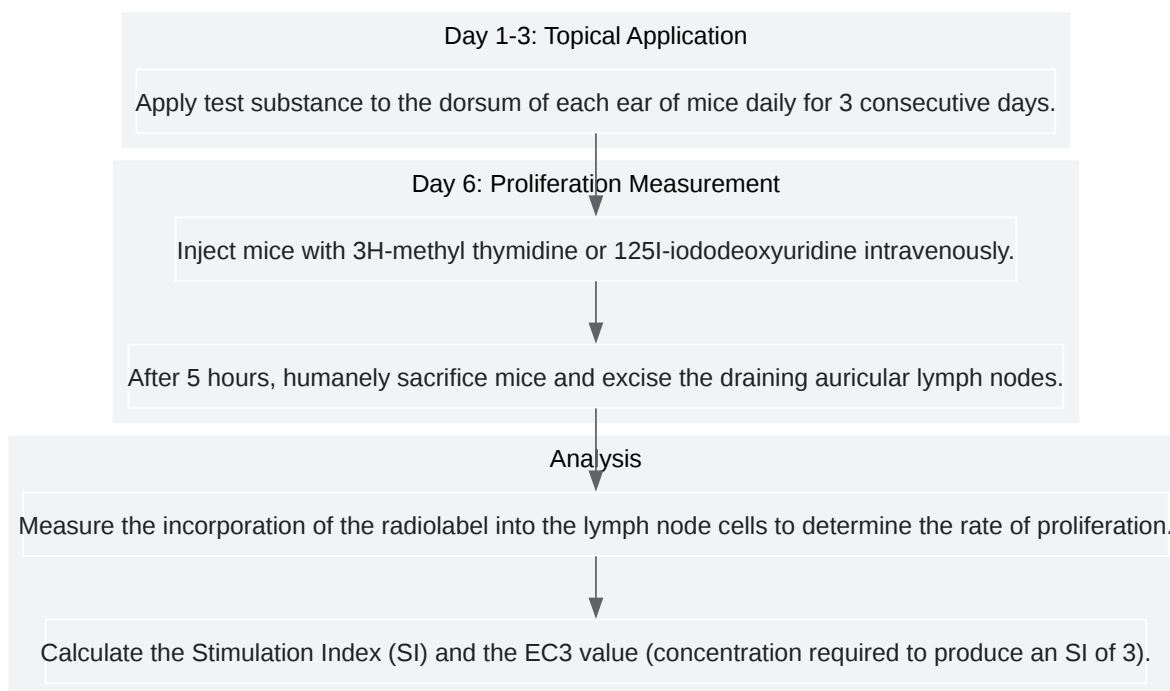 Day 1-3: Topical Application
Apply test substance to the dorsum of each ear of mice daily for 3 consecutive days.
Day 6: Proliferation Measurement
Inject mice with 3H-methyl thymidine or 125I-iododeoxyuridine intravenously.
After 5 hours, humanely sacrifice mice and excise the draining auricular lymph nodes.
Analysis
Measure the incorporation of the radiolabel into the lymph node cells to determine the rate of proliferation.
Calculate the Stimulation Index (SI) and the EC3 value (concentration required to produce an SI of 3).